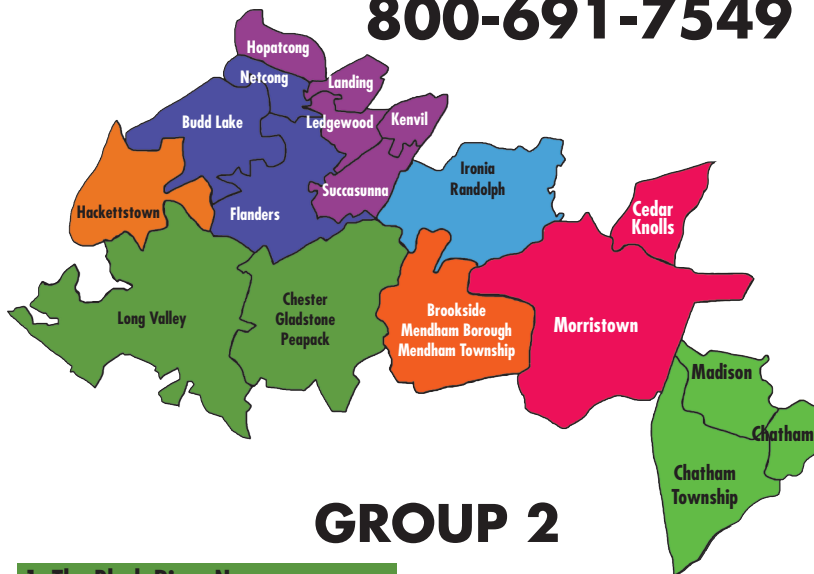 800-691-7549
Hopatcong
Netcong
Landing
Budd Lake
Ledgewood
Kenvil
Ironia
Randolph
Succasunna
Hackettstown
Flanders
Cedar
Knolls
Long Valley
Chester
Gladstone
Peapack
Brookside
Mendham Borough
Mendham Township
Morristown
Madison
Chatham
Chatham
Township
GROUP 2